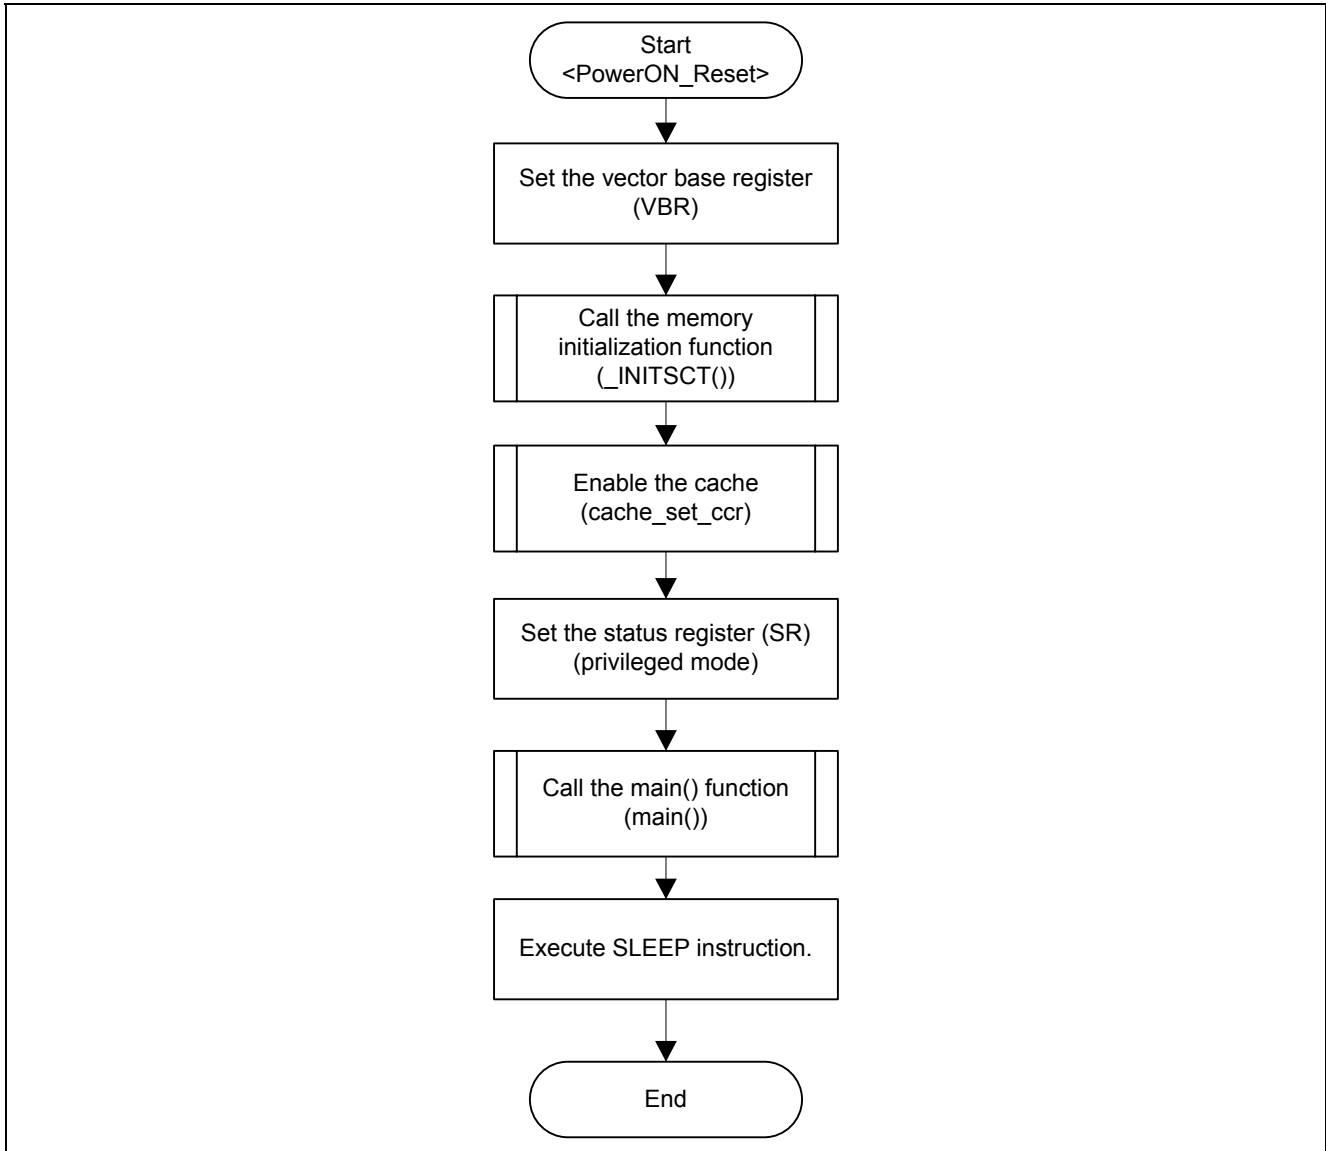 Start
<PowerON_Reset>
Set the vector base register
(VBR)
Call the memory
initialization function
(_INITSCT())
Enable the cache
(cache_set_ccr)
Set the status register (SR)
(privileged mode)
Call the main() function
(main())
Execute SLEEP instruction.
End